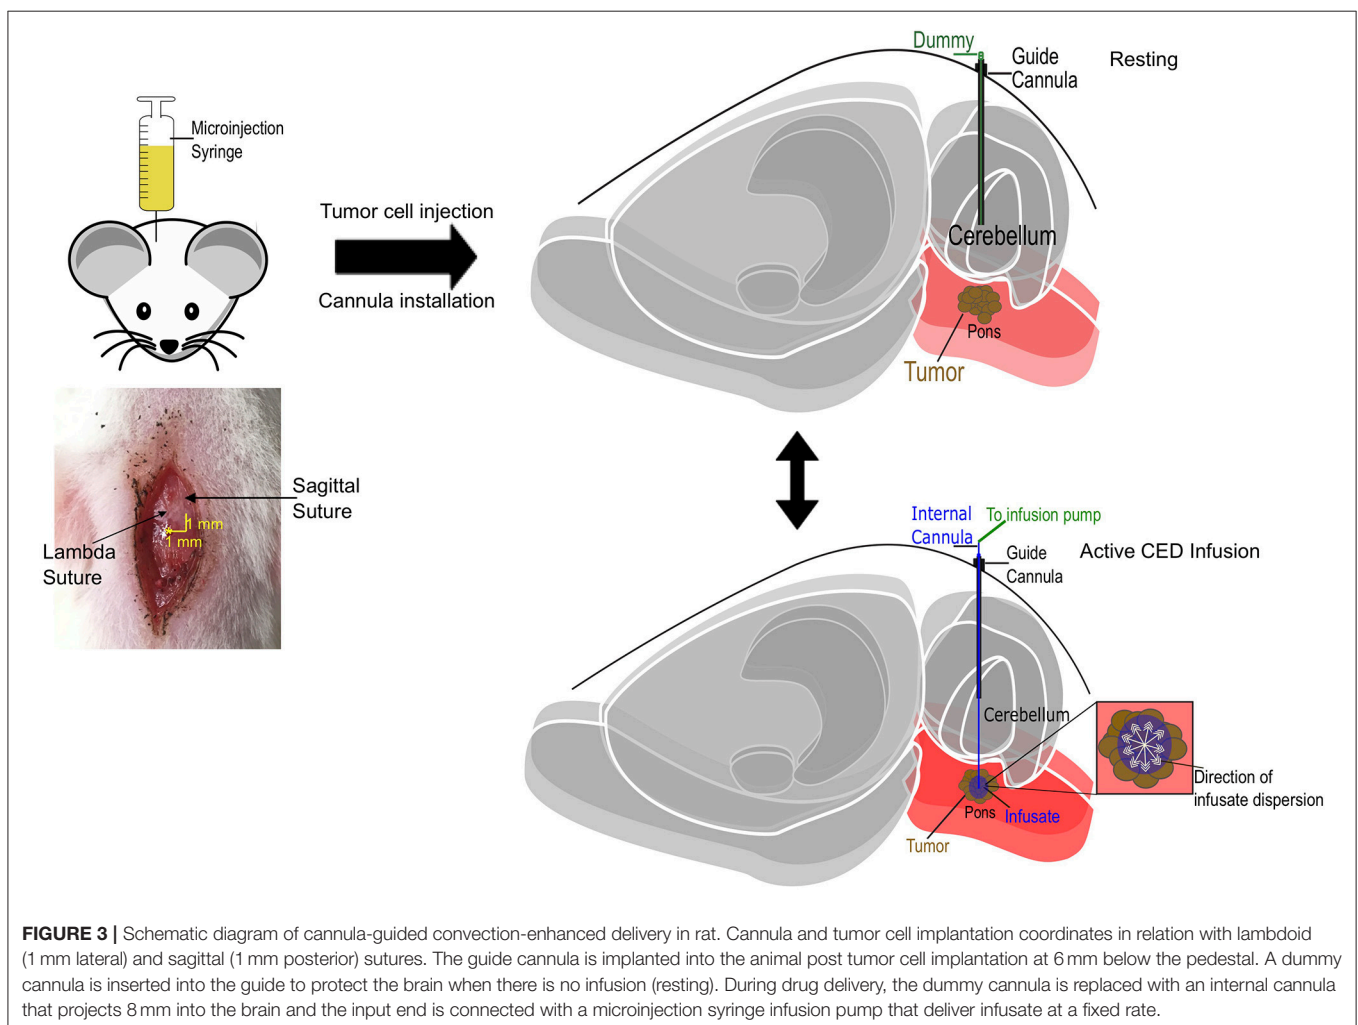 Microinjection
Syringe
Tumor cell injection
Cannula installation
Sagittal
Suture
1 mm
1 mm
Lambda
Suture
Dummy
Guide
Cannula
Resting
Cerebellum
Pons
Tumor
Internal
Cannula
To infusion pump
Guide
Cannula
Active CED Infusion
Cerebellum
Direction of
infusate dispersion
Pons
Infusate
Tumor
FIGURE 3 | Schematic diagram of cannula-guided convection-enhanced delivery in rat. Cannula and tumor cell implantation coordinates in relation with lambdoid
(1 mm lateral) and sagittal (1 mm posterior) sutures. The guide cannula is implanted into the animal post tumor cell implantation at 6 mm below the pedestal. A dummy
cannula is inserted into the guide to protect the brain when there is no infusion (resting). During drug delivery, the dummy cannula is replaced with an internal cannula
that projects 8 mm into the brain and the input end is connected with a microinjection syringe infusion pump that deliver infusate at a fixed rate.